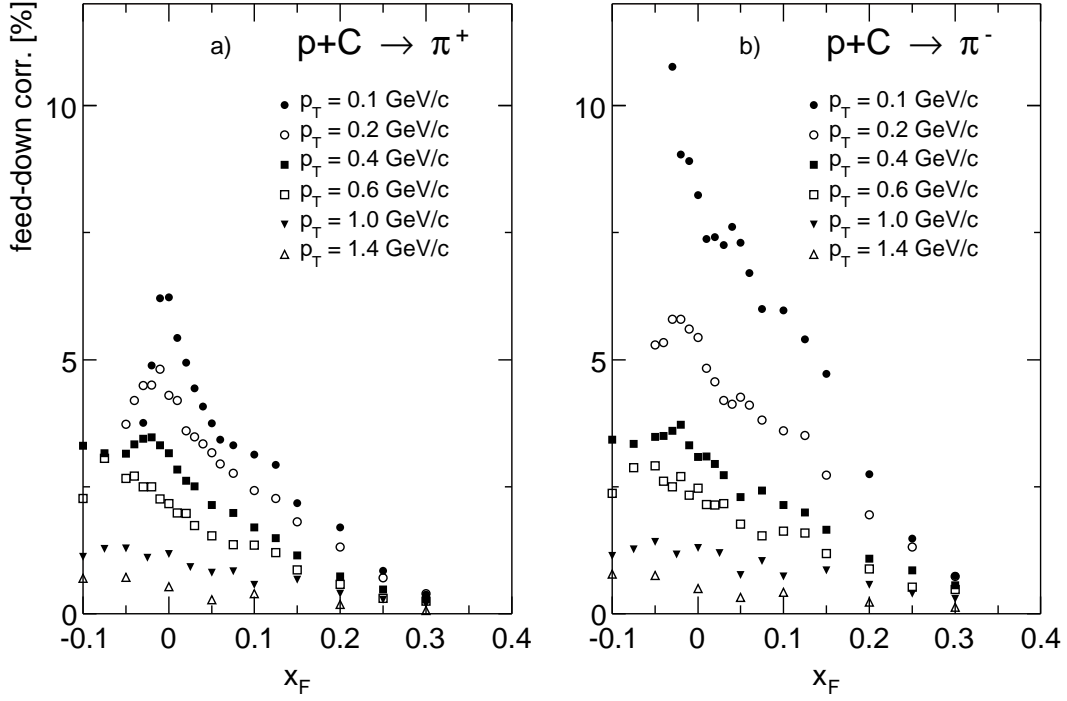 feed-down corr. [%]
a) p+C → π⁺
p_T = 0.1 GeV/c
p_T = 0.2 GeV/c
p_T = 0.4 GeV/c
p_T = 0.6 GeV/c
p_T = 1.0 GeV/c
p_T = 1.4 GeV/c
10
5
0
-0.1 0 0.1 0.2 0.3 0.4
x_F
b) p+C → π⁻
p_T = 0.1 GeV/c
p_T = 0.2 GeV/c
p_T = 0.4 GeV/c
p_T = 0.6 GeV/c
p_T = 1.0 GeV/c
p_T = 1.4 GeV/c
10
5
0
-0.1 0 0.1 0.2 0.3 0.4
x_F